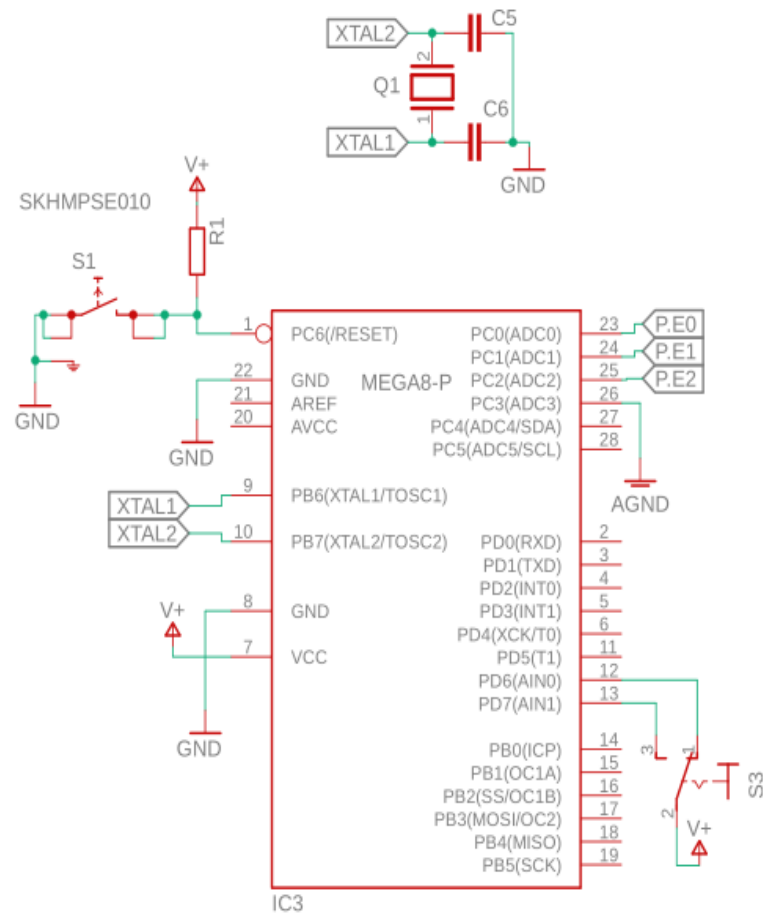 XTAL2
C5
2
Q1
1
C6
XTAL1
GND
V+
SKHMPSE010
R1
S1
GND
1 PC6(/RESET)
22 GND
21 AREF
20 AVCC
GND
MEGA8-P
XTAL1
9 PB6(XTAL1/TOSC1)
XTAL2
10 PB7(XTAL2/TOSC2)
8 GND
V+
7 VCC
GND
PC0(ADC0) 23 P.E0
PC1(ADC1) 24 P.E1
PC2(ADC2) 25 P.E2
PC3(ADC3) 26
PC4(ADC4/SDA) 27
PC5(ADC5/SCL) 28
AGND
PD0(RXD) 2
PD1(TXD) 3
PD2(INT0) 4
PD3(INT1) 5
PD4(XCK/T0) 6
PD5(T1) 11
PD6(AIN0) 12
PD7(AIN1) 13
PB0(ICP) 14
PB1(OC1A) 15
PB2(SS/OC1B) 16
PB3(MOSI/OC2) 17
PB4(MISO) 18
PB5(SCK) 19
3
1
S3
2
V+
IC3